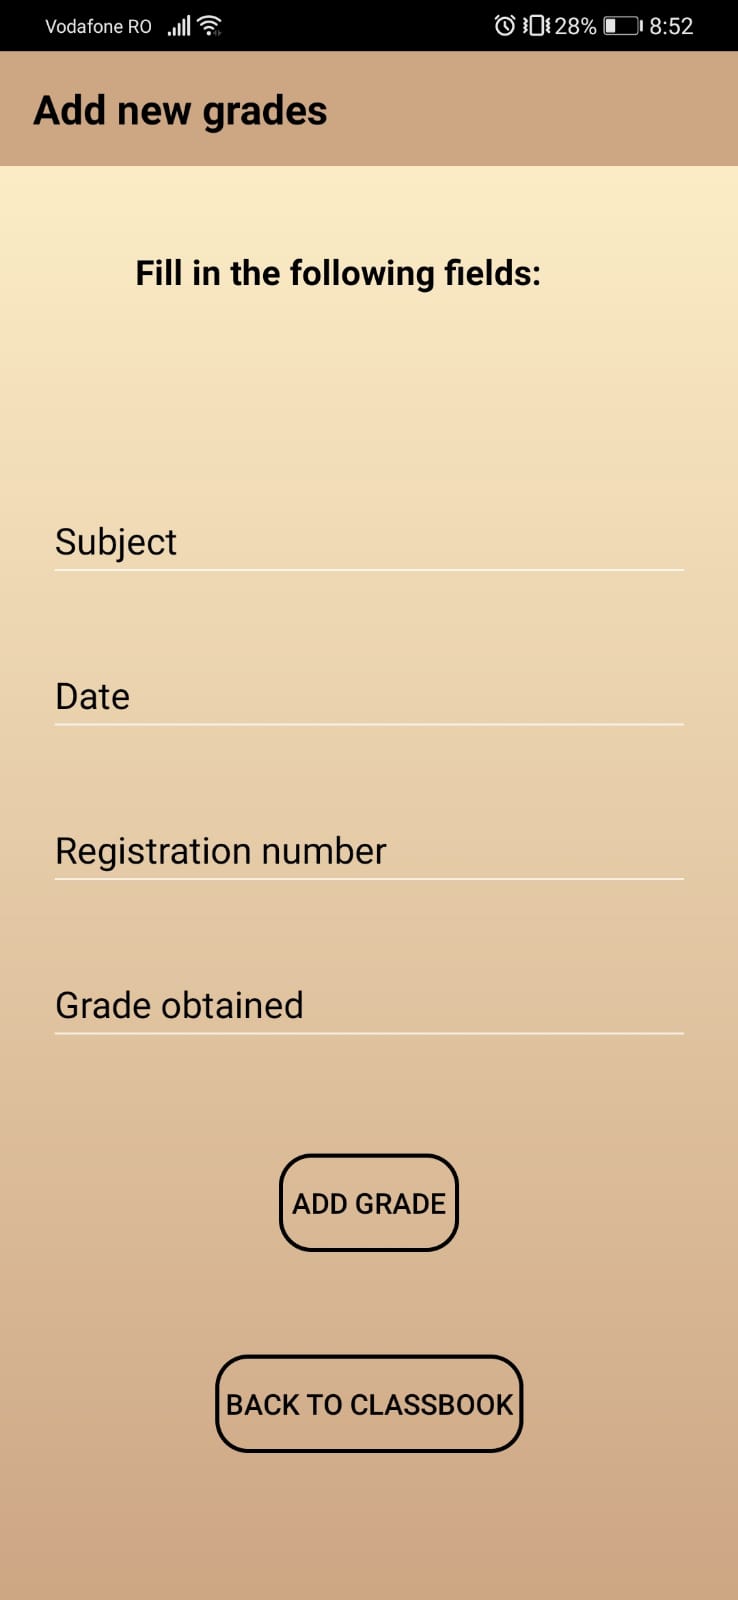 Vodafone RO 28% 8:52
Add new grades
Fill in the following fields:
Subject
Date
Registration number
Grade obtained
ADD GRADE
BACK TO CLASSBOOK